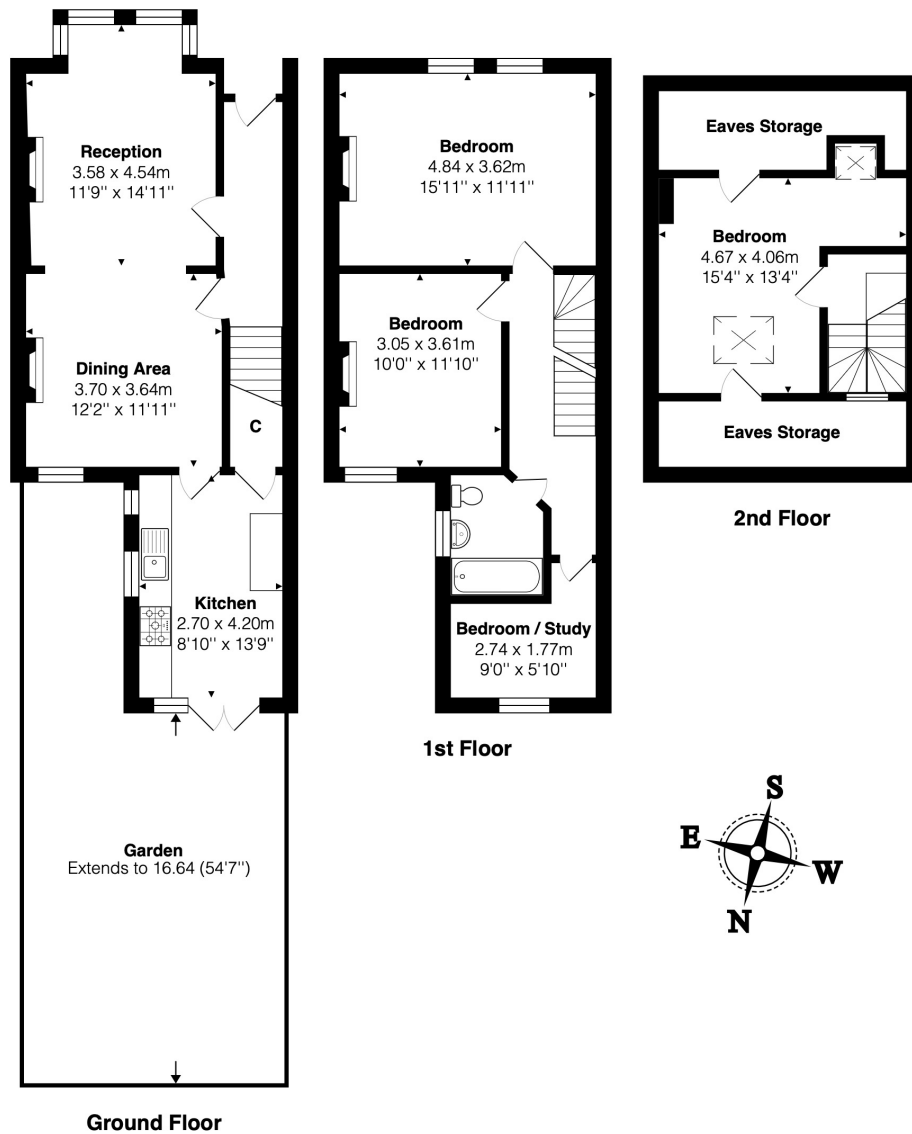 Reception
3.58 x 4.54m
11'9'' x 14'11''
Dining Area
3.70 x 3.64m
12'2'' x 11'11''
C
Kitchen
2.70 x 4.20m
8'10'' x 13'9''
Garden
Extends to 16.64 (54'7'')
Ground Floor
Bedroom
4.84 x 3.62m
15'11'' x 11'11''
Bedroom
3.05 x 3.61m
10'0'' x 11'10''
Bedroom / Study
2.74 x 1.77m
9'0'' x 5'10''
1st Floor
Eaves Storage
Bedroom
4.67 x 4.06m
15'4'' x 13'4''
Eaves Storage
2nd Floor
S
E
W
N